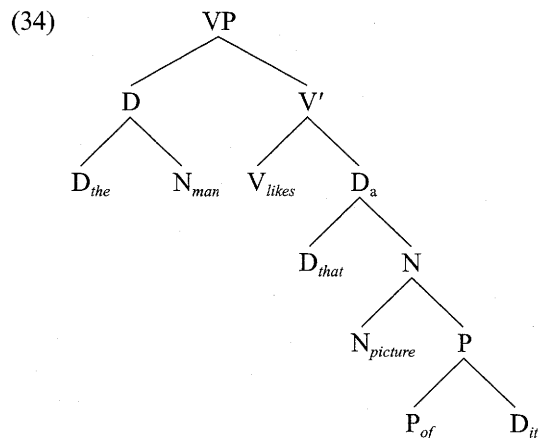 (34) VP
D V′
D_the N_man V_likes D_a
D_that N
N_picture P
P_of D_it